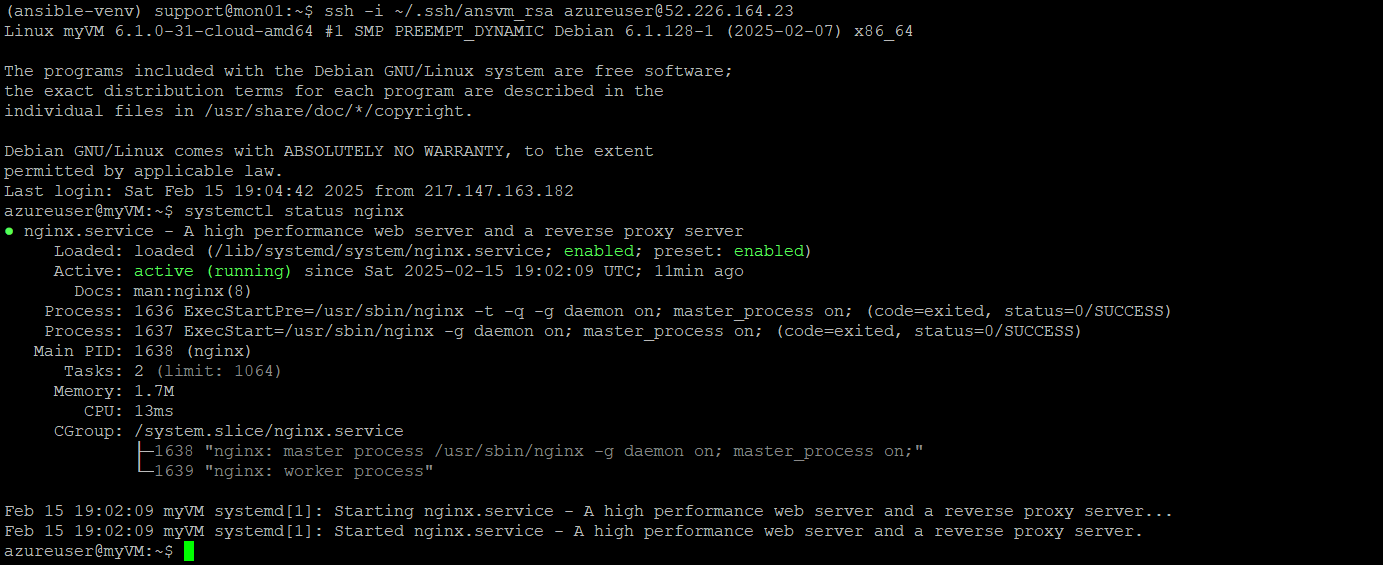 (ansible-venv) support@mon01:~$ ssh -i ~/.ssh/ansvm_rsa azureuser@52.226.164.23
Linux myVM 6.1.0-31-cloud-amd64 #1 SMP PREEMPT_DYNAMIC Debian 6.1.128-1 (2025-02-07) x86_64

The programs included with the Debian GNU/Linux system are free software;
the exact distribution terms for each program are described in the
individual files in /usr/share/doc/*/copyright.

Debian GNU/Linux comes with ABSOLUTELY NO WARRANTY, to the extent
permitted by applicable law.
Last login: Sat Feb 15 19:04:42 2025 from 217.147.163.182
azureuser@myVM:~$ systemctl status nginx
● nginx.service - A high performance web server and a reverse proxy server
     Loaded: loaded (/lib/systemd/system/nginx.service; enabled; preset: enabled)
     Active: active (running) since Sat 2025-02-15 19:02:09 UTC; 11min ago
       Docs: man:nginx(8)
    Process: 1636 ExecStartPre=/usr/sbin/nginx -t -q -g daemon on; master_process on; (code=exited, status=0/SUCCESS)
    Process: 1637 ExecStart=/usr/sbin/nginx -g daemon on; master_process on; (code=exited, status=0/SUCCESS)
   Main PID: 1638 (nginx)
      Tasks: 2 (limit: 1064)
     Memory: 1.7M
        CPU: 13ms
     CGroup: /system.slice/nginx.service
             ├─1638 "nginx: master process /usr/sbin/nginx -g daemon on; master_process on;"
             └─1639 "nginx: worker process"

Feb 15 19:02:09 myVM systemd[1]: Starting nginx.service - A high performance web server and a reverse proxy server...
Feb 15 19:02:09 myVM systemd[1]: Started nginx.service - A high performance web server and a reverse proxy server.
azureuser@myVM:~$